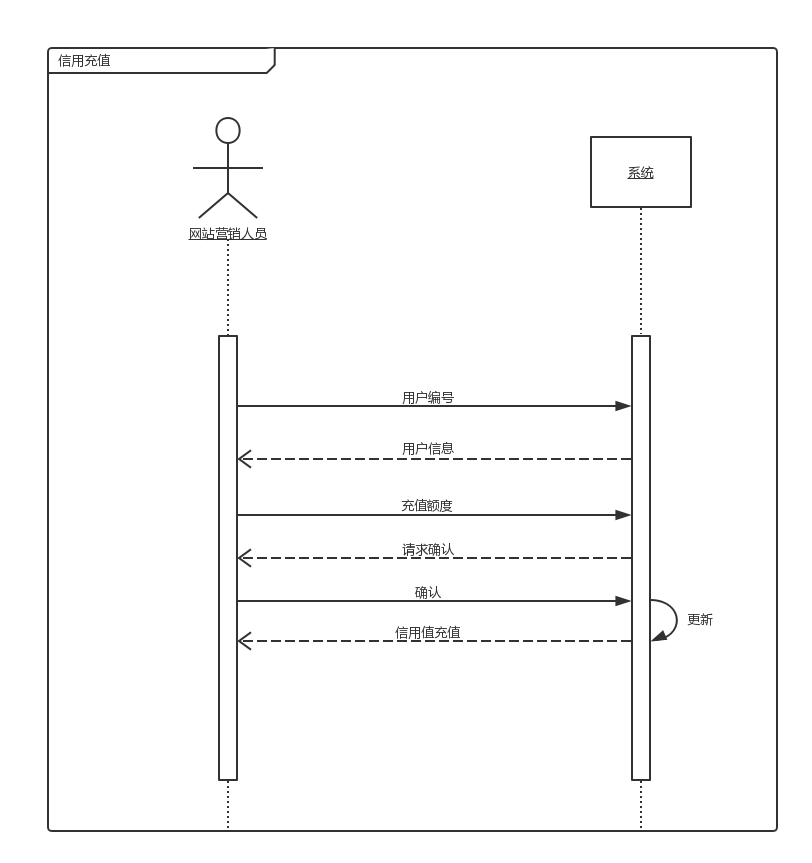 信用充值
系统
网站营销人员
用户编号
用户信息
充值额度
请求确认
确认
更新
信用值充值